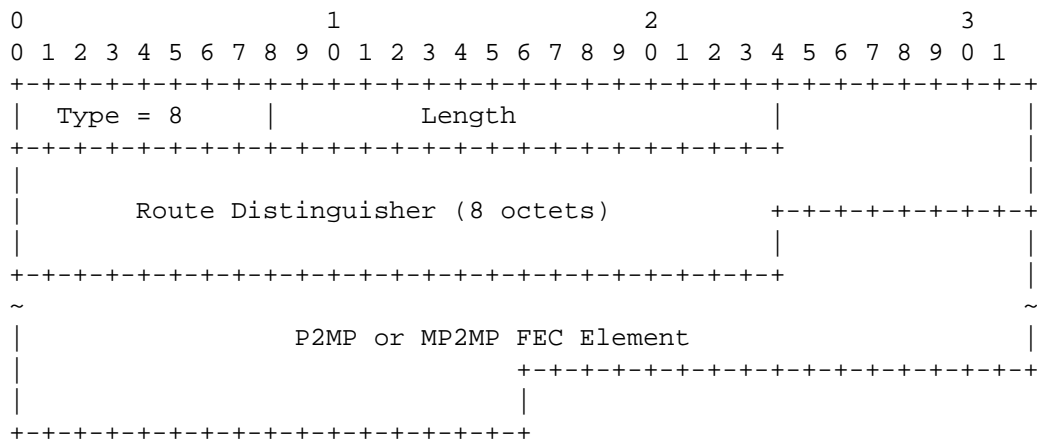 0                   1                   2                   3
0 1 2 3 4 5 6 7 8 9 0 1 2 3 4 5 6 7 8 9 0 1 2 3 4 5 6 7 8 9 0 1
+-+-+-+-+-+-+-+-+-+-+-+-+-+-+-+-+-+-+-+-+-+-+-+-+-+-+-+-+-+-+-+-+
|  Type = 8     |         Length                |               |
+-+-+-+-+-+-+-+-+-+-+-+-+-+-+-+-+-+-+-+-+-+-+-+-+               |
|                                                               |
|       Route Distinguisher (8 octets)          +-+-+-+-+-+-+-+-+
|                                               |               |
+-+-+-+-+-+-+-+-+-+-+-+-+-+-+-+-+-+-+-+-+-+-+-+-+               |
~                                                               ~
|                 P2MP or MP2MP FEC Element                     |
|                               +-+-+-+-+-+-+-+-+-+-+-+-+-+-+-+-+
|                               |
+-+-+-+-+-+-+-+-+-+-+-+-+-+-+-+-+